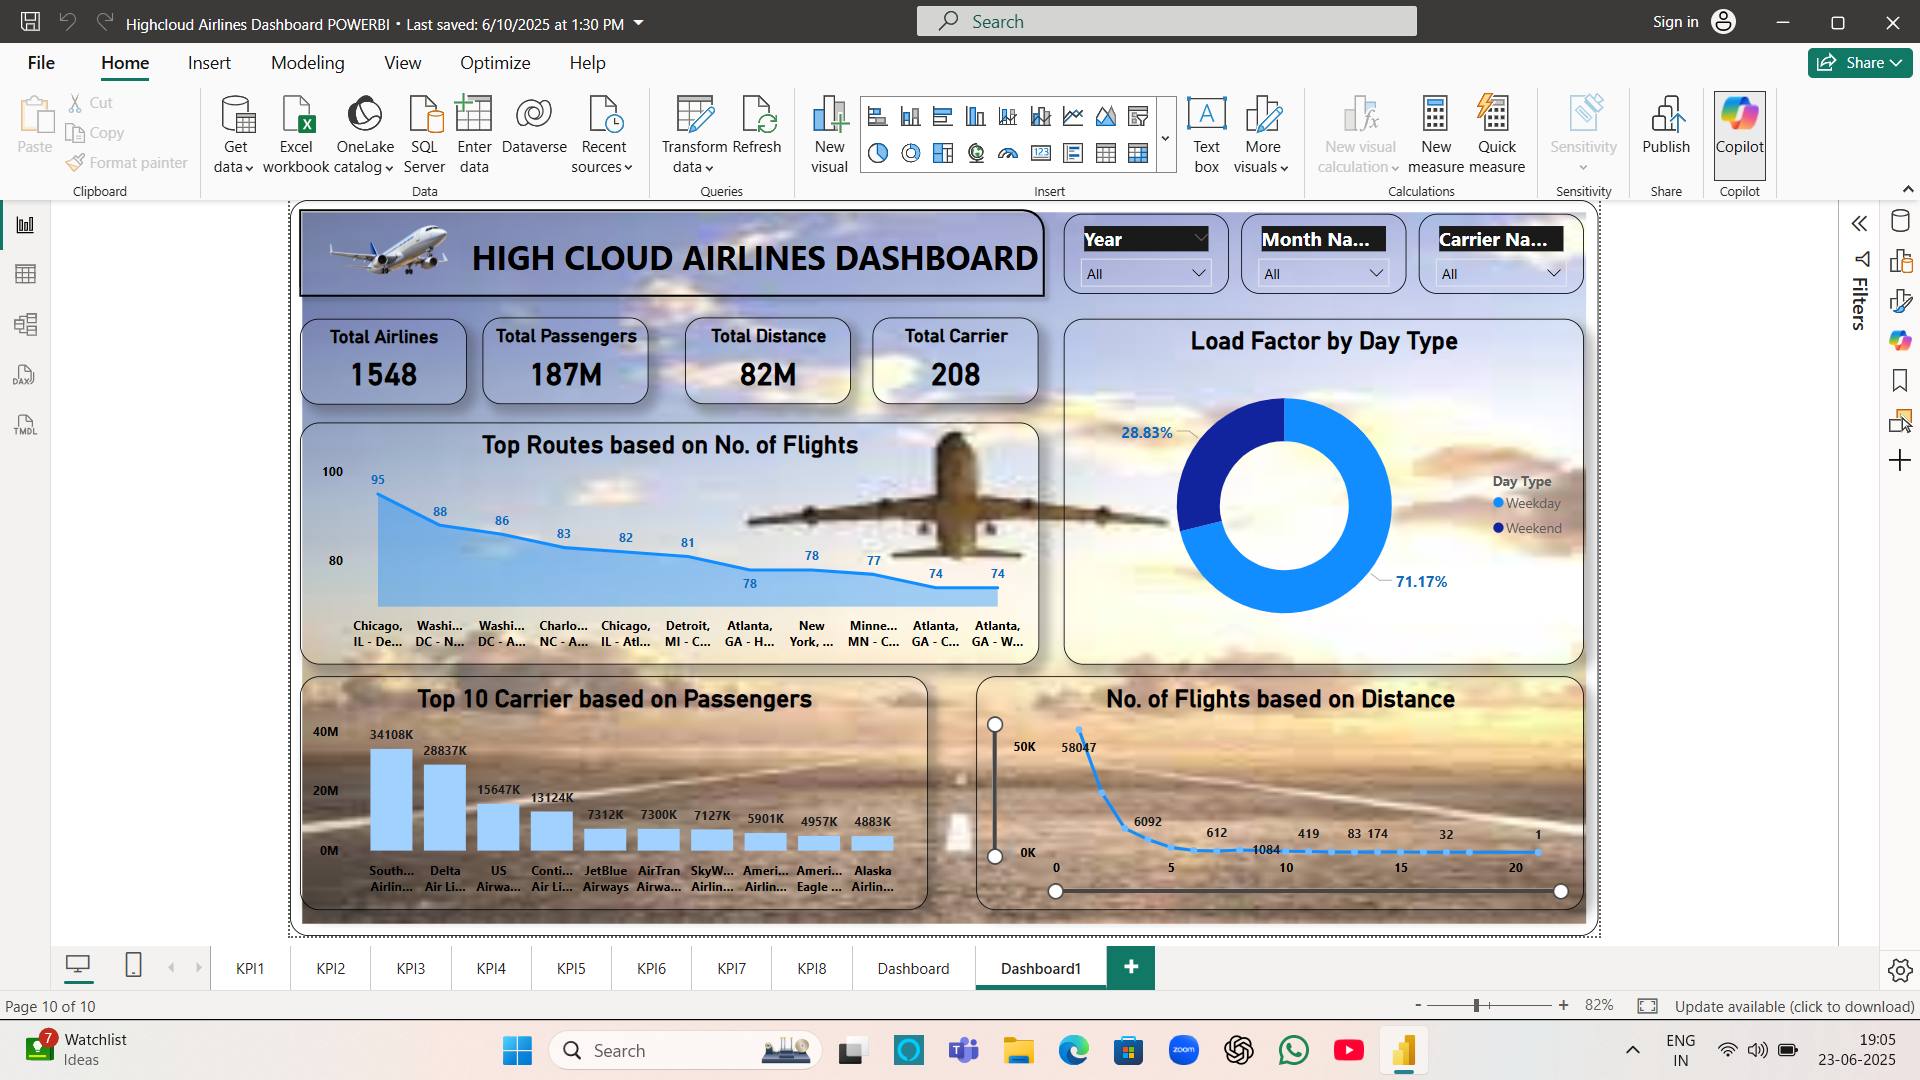 Highcloud Airlines Dashboard POWERBI • Last saved: 6/10/2025 at 1:30 PM
Search
Sign in
File
Home
Insert
Modeling
View
Optimize
Help
Share
Paste
Cut
Copy
Format painter
Clipboard
Get data
Excel workbook
OneLake catalog
SQL Server
Enter data
Dataverse
Recent sources
Data
Transform data
Refresh
Queries
New visual
Text box
More visuals
Insert
New visual calculation
New measure
Quick measure
Calculations
Sensitivity
Sensitivity
Publish
Share
Copilot
Copilot
DAX
TMDL
HIGH CLOUD AIRLINES DASHBOARD
Year
All
Month Na...
All
Carrier Na...
All
Filters
Total Airlines
1548
Total Passengers
187M
Total Distance
82M
Total Carrier
208
Top Routes based on No. of Flights
100
80
95
88
86
83
82
81
78
78
77
74
74
Chicago, IL - De...
Washi... DC - N...
Washi... DC - A...
Charlo... NC - A...
Chicago, IL - Atl...
Detroit, MI - C...
Atlanta, GA - H...
New York, ...
Minne... MN - C...
Atlanta, GA - C...
Atlanta, GA - W...
Load Factor by Day Type
28.83%
71.17%
Day Type
Weekday
Weekend
Top 10 Carrier based on Passengers
40M
20M
0M
34108K
28837K
15647K
13124K
7312K
7300K
7127K
5901K
4957K
4883K
South... Airlin...
Delta Air Li...
US Airwa...
Conti... Air Li...
JetBlue Airways
AirTran Airwa...
SkyW... Airlin...
Ameri... Airlin...
Ameri... Eagle ...
Alaska Airlin...
No. of Flights based on Distance
50K
0K
58047
6092
612
1084
419
83
174
32
1
0
5
10
15
20
KPI1
KPI2
KPI3
KPI4
KPI5
KPI6
KPI7
KPI8
Dashboard
Dashboard1
Page 10 of 10
82%
Update available (click to download)
7
Watchlist
Ideas
Search
zoom
ENG
IN
19:05
23-06-2025